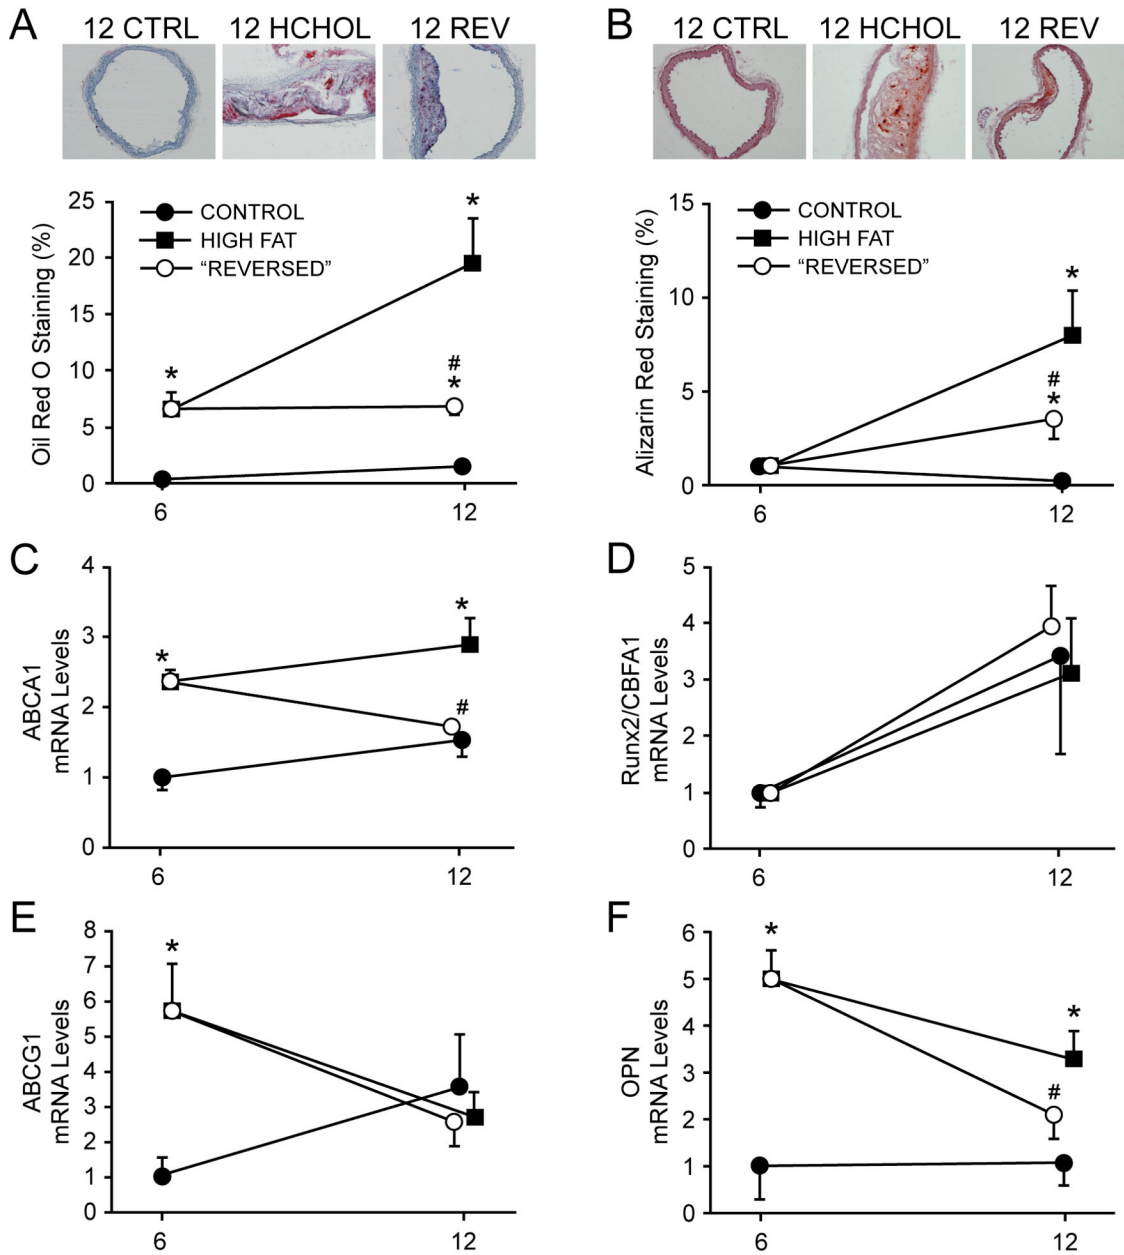 A
12 CTRL 12 HCHOL 12 REV
Oil Red O Staining (%)
25
20
15
10
5
0
CONTROL
HIGH FAT
“REVERSED”
*
*
#
*
6 12
B
12 CTRL 12 HCHOL 12 REV
Alizarin Red Staining (%)
15
10
5
0
CONTROL
HIGH FAT
“REVERSED”
*
#
*
6 12
C
ABCA1
mRNA Levels
4
3
2
1
0
*
*
#
6 12
D
Runx2/CBFA1
mRNA Levels
5
4
3
2
1
0
6 12
E
ABCG1
mRNA Levels
8
7
6
5
4
3
2
1
0
*
6 12
F
OPN
mRNA Levels
6
5
4
3
2
1
0
*
*
#
6 12